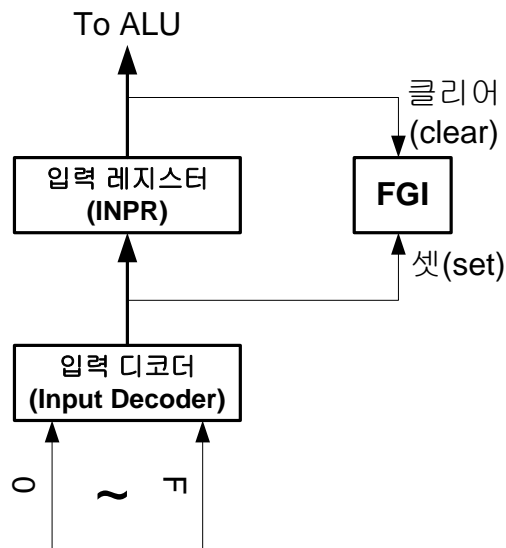 To ALU
클리어
(clear)
입력 레지스터
(INPR)
FGI
셋(set)
입력 디코더
(Input Decoder)
0 ~ F